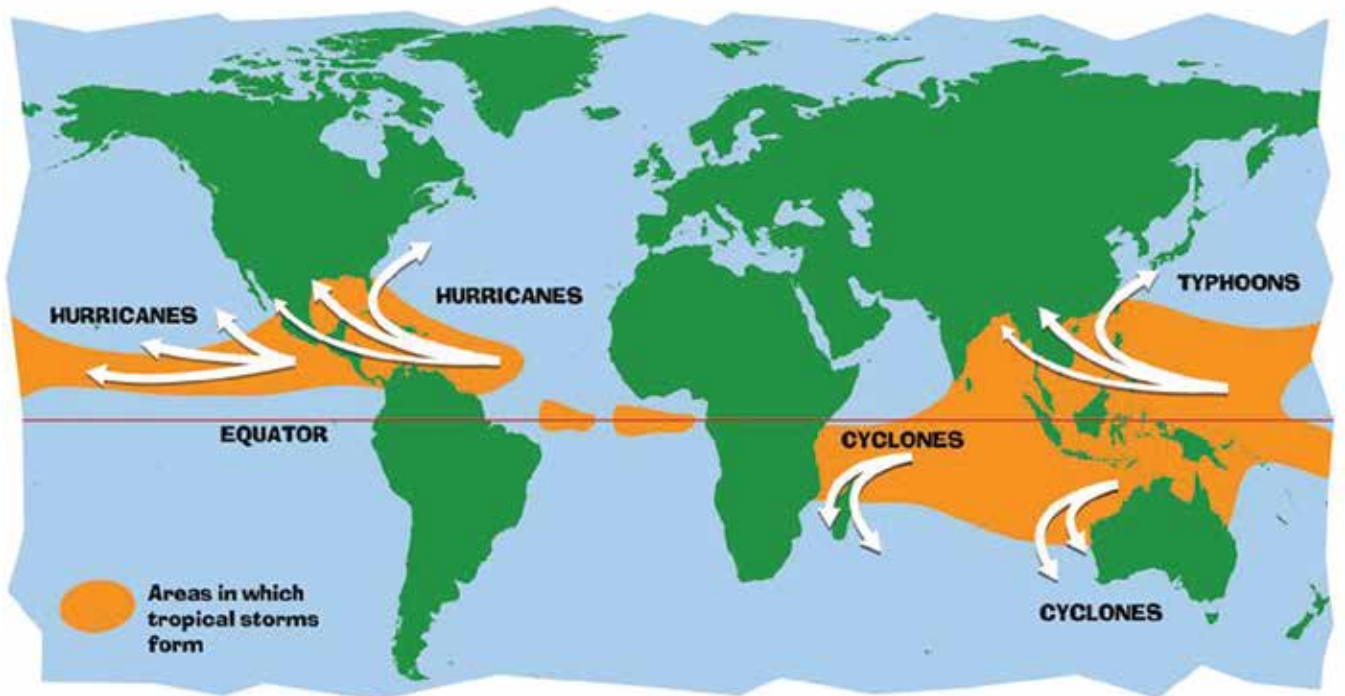 TYPHOONS
HURRICANES
HURRICANES
EQUATOR
CYCLONES
Areas in which
tropical storms
form
CYCLONES